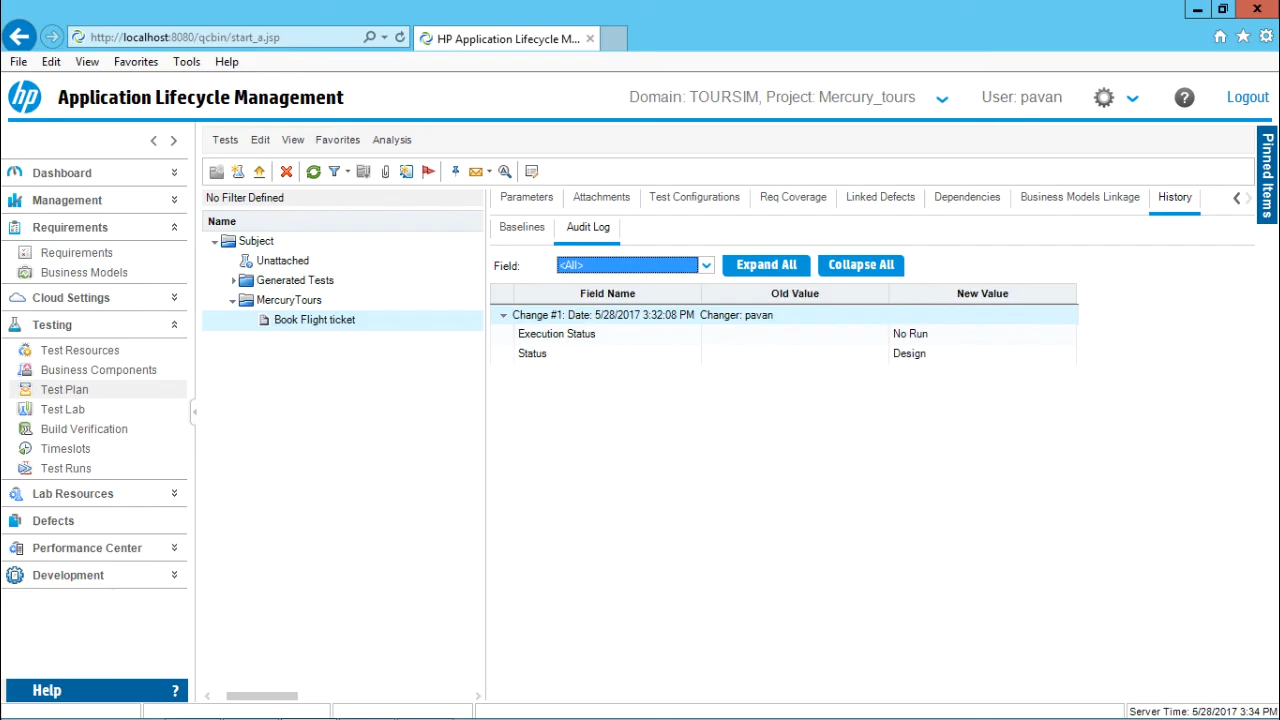 http://localhost:8080/qcbin/start_a.jsp
HP Application Lifecycle M...
File Edit View Favorites Tools Help
hp Application Lifecycle Management
Domain: TOURSIM, Project: Mercury_tours
User: pavan
Logout
Pinned Items
Dashboard
Management
Requirements
Requirements
Business Models
Cloud Settings
Testing
Test Resources
Business Components
Test Plan
Test Lab
Build Verification
Timeslots
Test Runs
Lab Resources
Defects
Performance Center
Development
Help ?
Tests Edit View Favorites Analysis
No Filter Defined
Name
Subject
Unattached
Generated Tests
MercuryTours
Book Flight ticket
Parameters Attachments Test Configurations Req Coverage Linked Defects Dependencies Business Models Linkage History
Baselines Audit Log
Field: <All> Expand All Collapse All
Field Name Old Value New Value
Change #1: Date: 5/28/2017 3:32:08 PM Changer: pavan
Execution Status No Run
Status Design
Server Time: 5/28/2017 3:34 PM